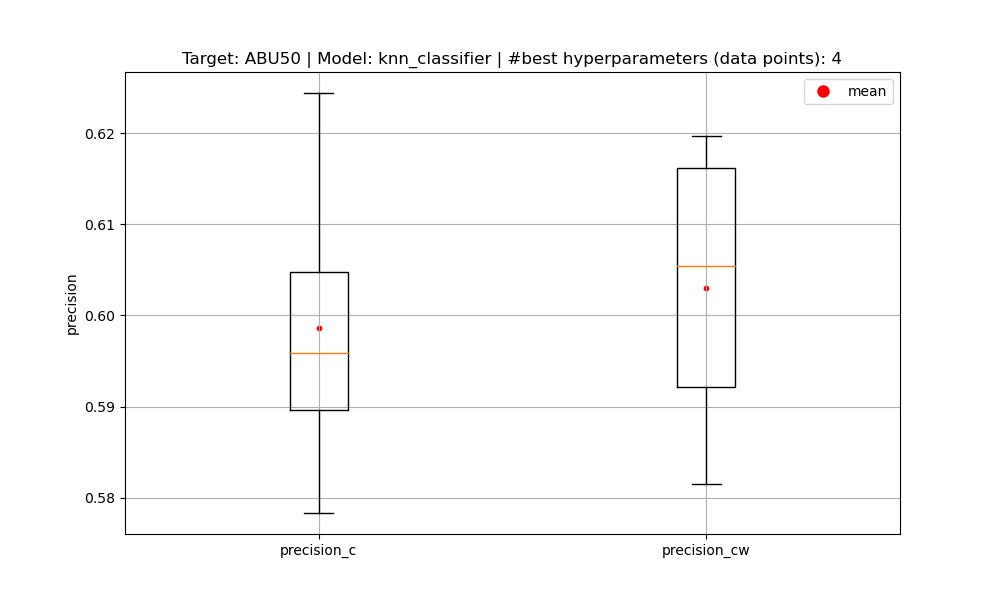 Target: ABU50 | Model: knn_classifier | #best hyperparameters (data points): 4
mean
0.62
0.61
0.60
0.59
0.58
precision
precision_c
precision_cw